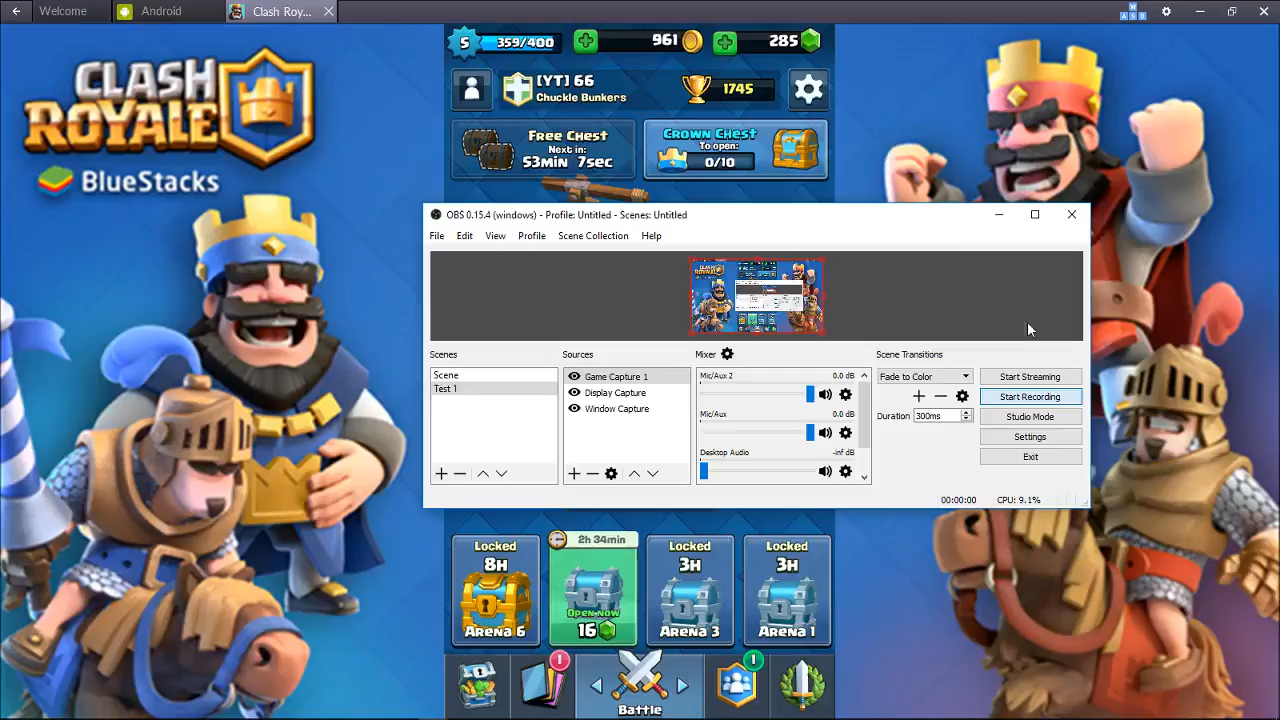 Welcome
Android
Clash Roy...
CLASH
ROYALE
BlueStacks
5
359/400
961
285
[YT] 66
Chuckle Bunkers
1745
Free Chest
Next in:
53min 7sec
Crown Chest
To open:
0/10
OBS 0.15.4 (windows) - Profile: Untitled - Scenes: Untitled
File Edit View Profile Scene Collection Help
Scenes
Scene
Test 1
Sources
Game Capture 1
Display Capture
Window Capture
Mixer
Mic/Aux 2 0.0 dB
Mic/Aux 0.0 dB
Desktop Audio -inf dB
Scene Transitions
Fade to Color
Duration 300ms
Start Streaming
Start Recording
Studio Mode
Settings
Exit
00:00:00 CPU: 9.1%
Locked
8H
Arena 6
2h 34min
Open now
16
Locked
3H
Arena 3
Locked
3H
Arena 1
1
1
Battle